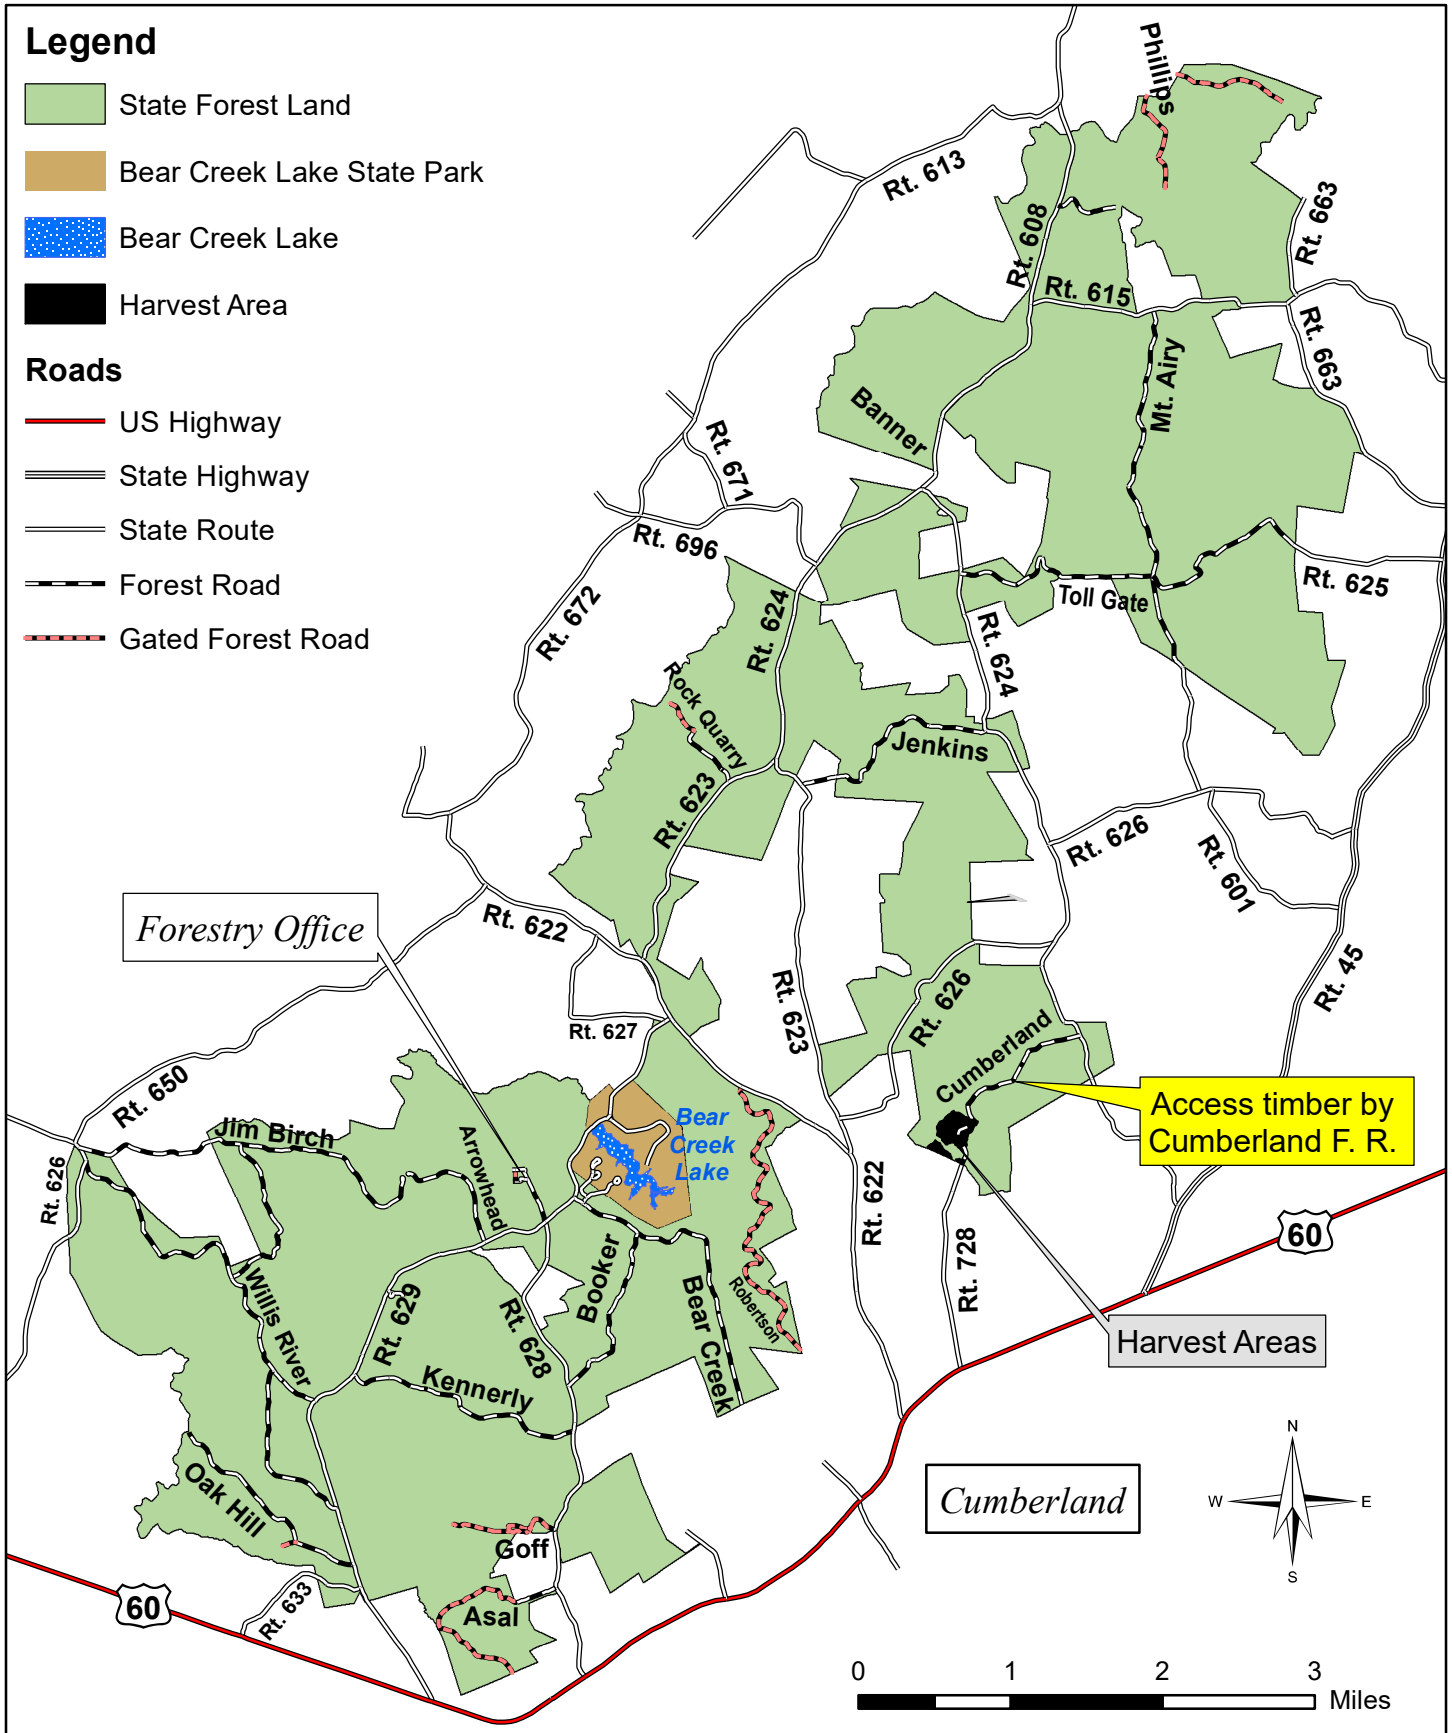 Legend
State Forest Land
Bear Creek Lake State Park
Bear Creek Lake
Harvest Area
Roads
US Highway
State Highway
State Route
Forest Road
Gated Forest Road
Phillips
Rt. 613
Rt. 663
Rt. 608
Rt. 615
Rt. 663
Mt. Airy
Banner
Rt. 671
Rt. 696
Rt. 625
Toll Gate
Rt. 672
Rt. 624
Rt. 624
Rock Quarry
Jenkins
Rt. 623
Rt. 626
Rt. 601
Forestry Office
Rt. 622
Rt. 45
Rt. 626
Rt. 623
Rt. 627
Cumberland
Rt. 650
Access timber by
Cumberland F. R.
Jim Birch
Arrowhead
Bear
Creek
Lake
Rt. 626
Rt. 622
60
Rt. 728
Booker
Willis River
Rt. 629
Rt. 628
Bear Creek
Robertson
Harvest Areas
Kennerly
N
W
E
S
Cumberland
Oak Hill
Goff
60
Rt. 633
Asal
0
1
2
3
Miles